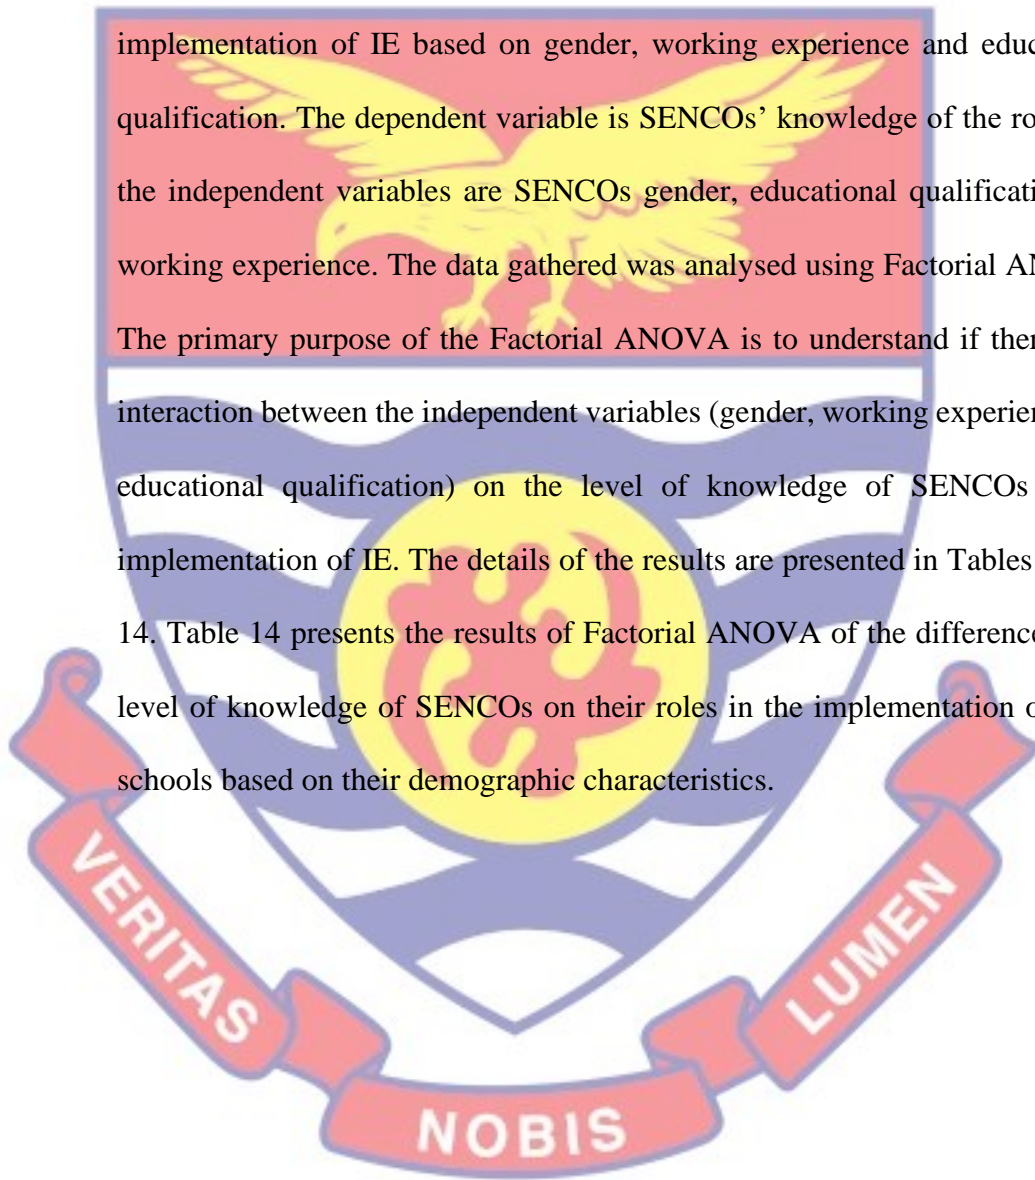 implementation of IE based on gender, working experience and educ
qualification. The dependent variable is SENCOs’ knowledge of the ro
the independent variables are SENCOs gender, educational qualificati
working experience. The data gathered was analysed using Factorial AN
The primary purpose of the Factorial ANOVA is to understand if ther
interaction between the independent variables (gender, working experien
educational qualification) on the level of knowledge of SENCOs
implementation of IE. The details of the results are presented in Tables
14. Table 14 presents the results of Factorial ANOVA of the difference
level of knowledge of SENCOs on their roles in the implementation o
schools based on their demographic characteristics.
VERITAS
NOBIS
LUMEN